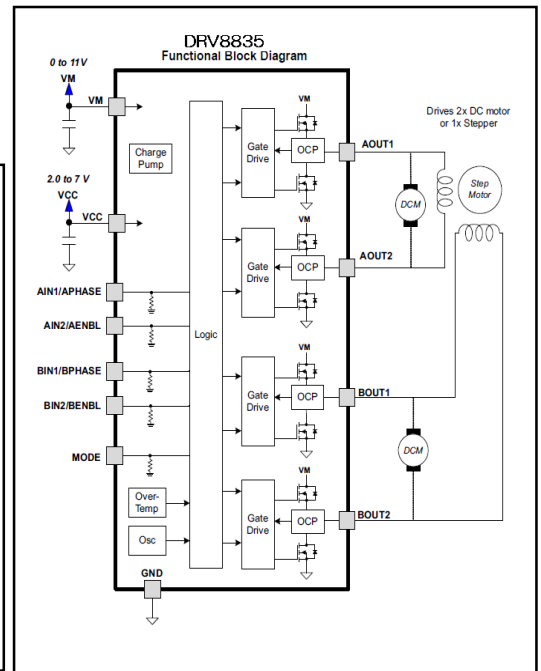 DRV8835
Functional Block Diagram
0 to 11V
VM
VM
Charge
Pump
2.0 to 7 V
VCC
VCC
AIN1/APHASE
AIN2/AENBL
BIN1/BPHASE
BIN2/BENBL
MODE
Over-
Temp
Osc
GND
Logic
Gate
Drive
VM
OCP
AOUT1
Gate
Drive
VM
OCP
AOUT2
Gate
Drive
VM
OCP
BOUT1
Gate
Drive
VM
OCP
BOUT2
Drives 2x DC motor
or 1x Stepper
DCM
Step
Motor
DCM